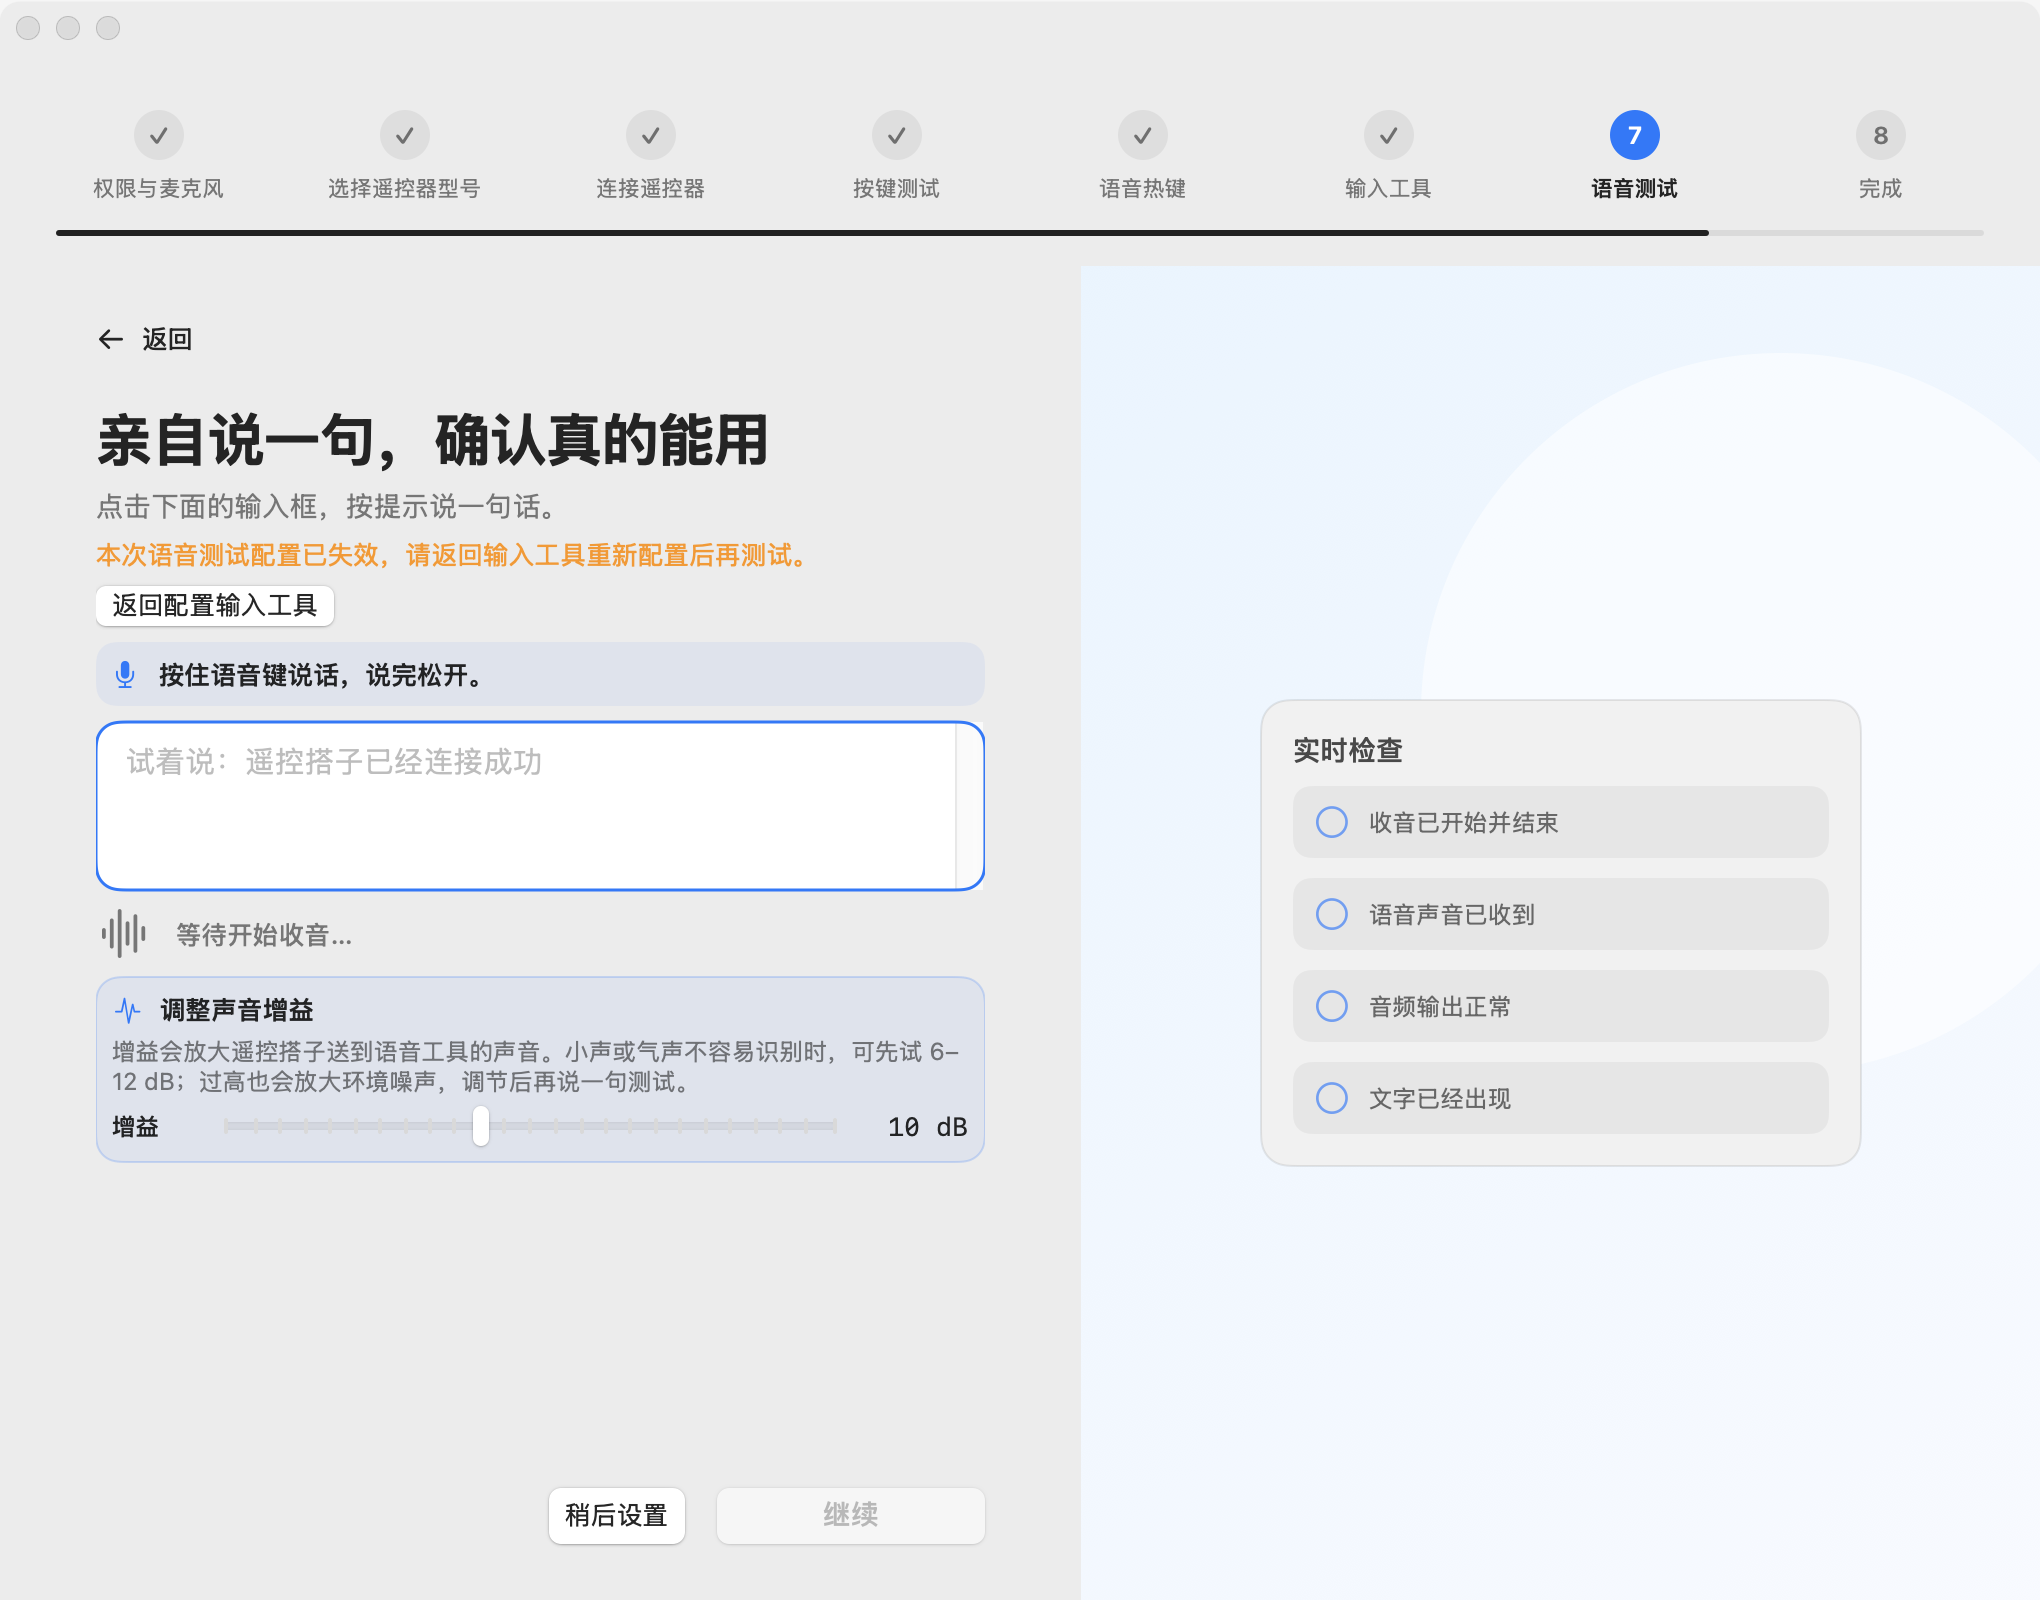 权限与麦克风
选择遥控器型号
连接遥控器
按键测试
语音热键
输入工具
7
语音测试
8
完成
返回
亲自说一句，确认真的能用
点击下面的输入框，按提示说一句话。
本次语音测试配置已失效，请返回输入工具重新配置后再测试。
返回配置输入工具
按住语音键说话，说完松开。
试着说：遥控搭子已经连接成功
等待开始收音...
调整声音增益
增益会放大遥控搭子送到语音工具的声音。小声或气声不容易识别时，可先试 6–
12 dB；过高也会放大环境噪声，调节后再说一句测试。
增益
10 dB
稍后设置
继续
实时检查
收音已开始并结束
语音声音已收到
音频输出正常
文字已经出现